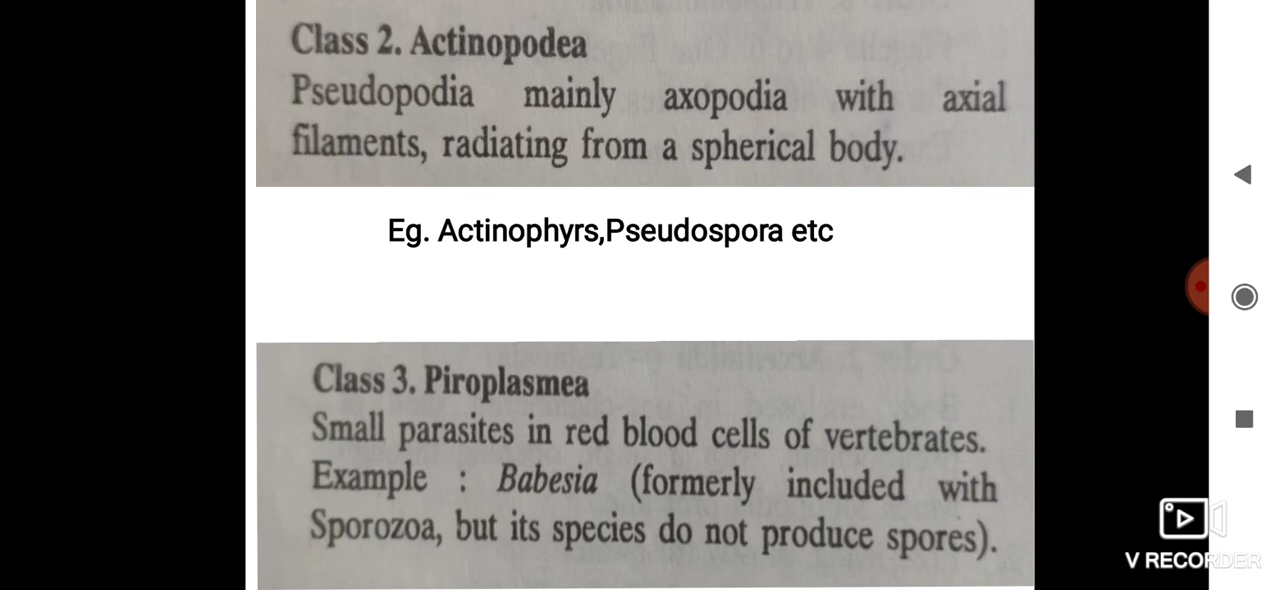 Class 2. Actinopodea
Pseudopodia mainly axopodia with axial
filaments, radiating from a spherical body.
Eg. Actinophyrs,Pseudospora etc
Class 3. Piroplasmea
Small parasites in red blood cells of vertebrates.
Example : Babesia (formerly included with
Sporozoa, but its species do not produce spores).
V RECORDER